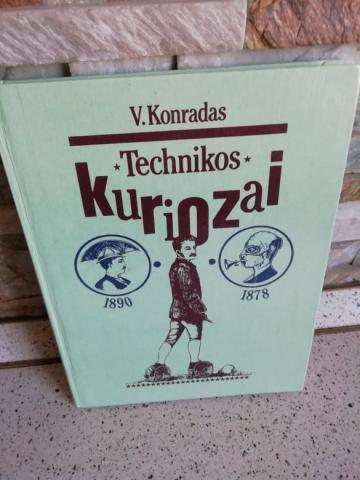 V.Konradas
Technikos
kuriozai
1890
1878